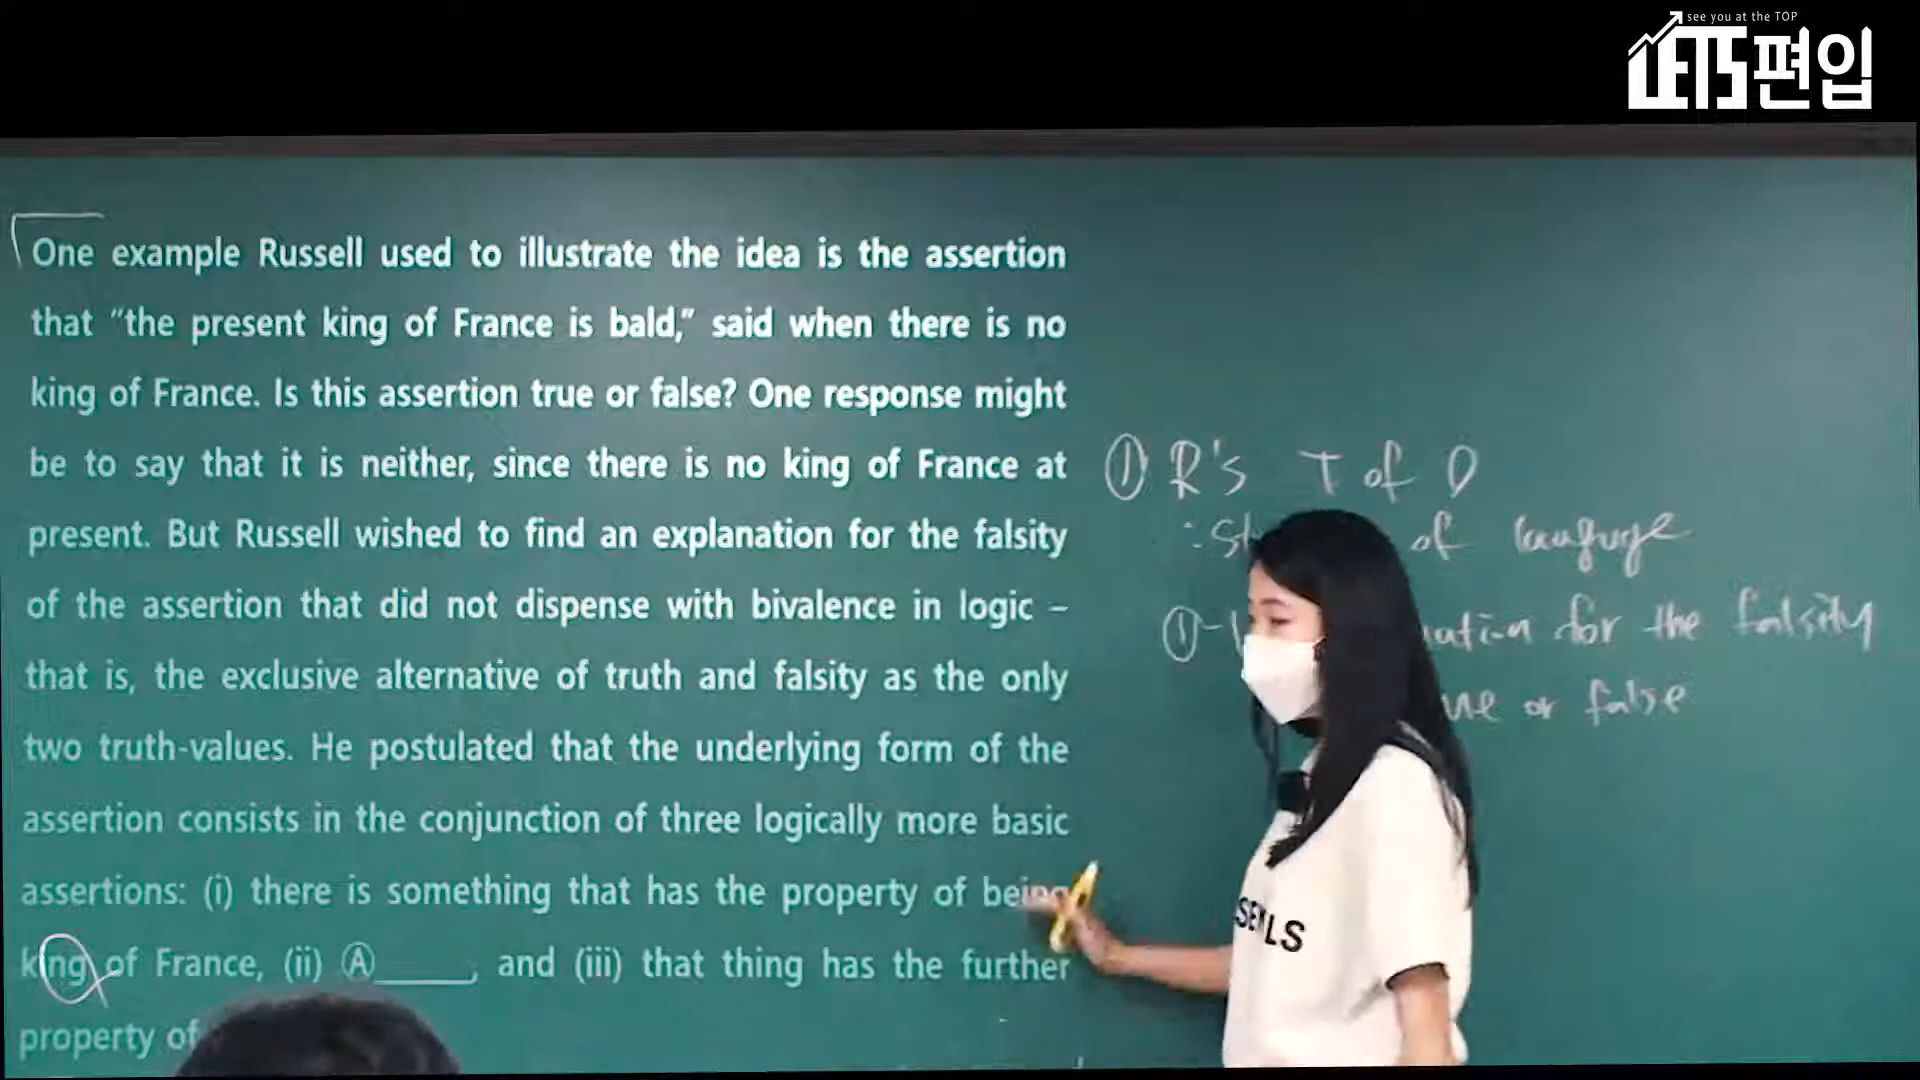 see you at the TOP
LETS편입
One example Russell used to illustrate the idea is the assertion
that “the present king of France is bald,” said when there is no
king of France. Is this assertion true or false? One response might
be to say that it is neither, since there is no king of France at
present. But Russell wished to find an explanation for the falsity
of the assertion that did not dispense with bivalence in logic –
that is, the exclusive alternative of truth and falsity as the only
two truth-values. He postulated that the underlying form of the
assertion consists in the conjunction of three logically more basic
assertions: (i) there is something that has the property of being
king of France, (ii) Ⓐ_____, and (iii) that thing has the further
property of
① R's T of D
of
① for the falsity
or false